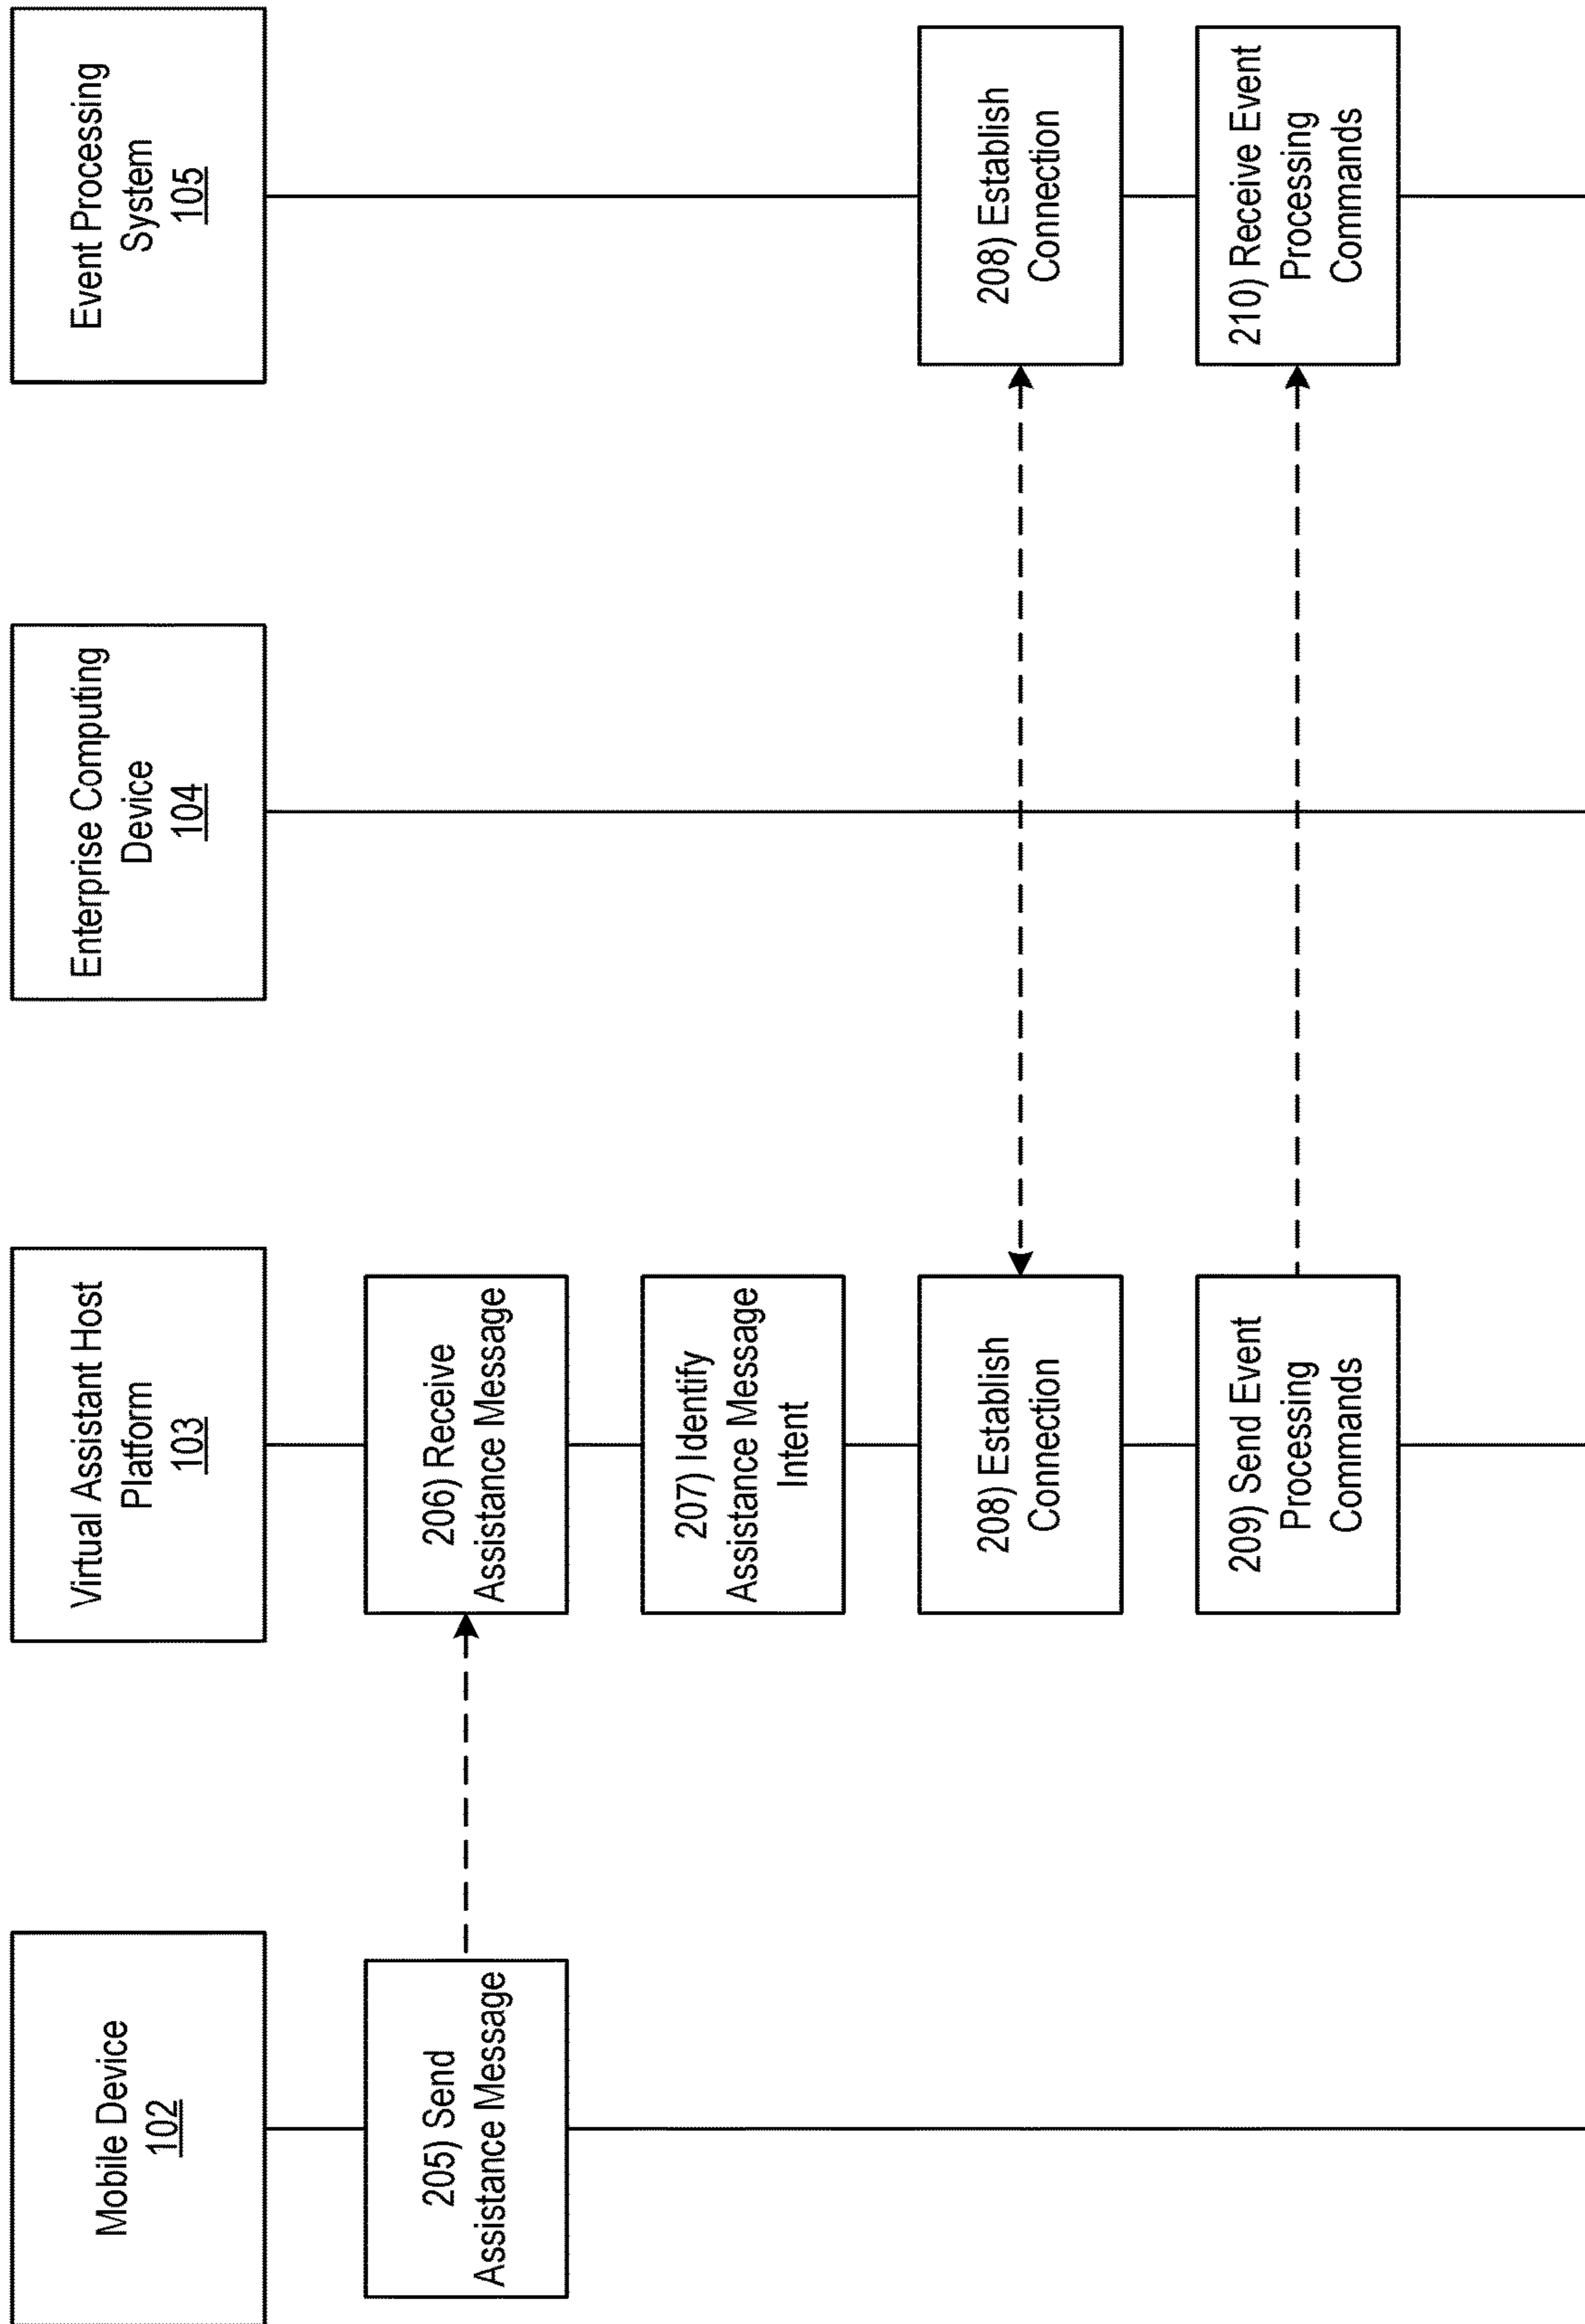 Mobile Device
102
Virtual Assistant Host
Platform
103
Enterprise Computing
Device
104
Event Processing
System
105
205) Send
Assistance Message
206) Receive
Assistance Message
207) Identify
Assistance Message
Intent
208) Establish
Connection
208) Establish
Connection
209) Send Event
Processing
Commands
210) Receive Event
Processing
Commands